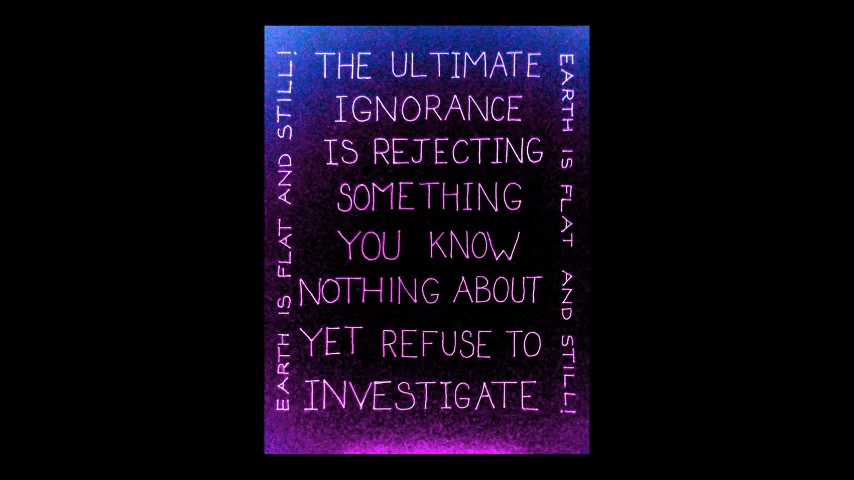 EARTH IS FLAT AND STILL!
THE ULTIMATE
IGNORANCE
IS REJECTING
SOMETHING
YOU KNOW
NOTHING ABOUT
YET REFUSE TO
INVESTIGATE
EARTH IS FLAT AND STILL!